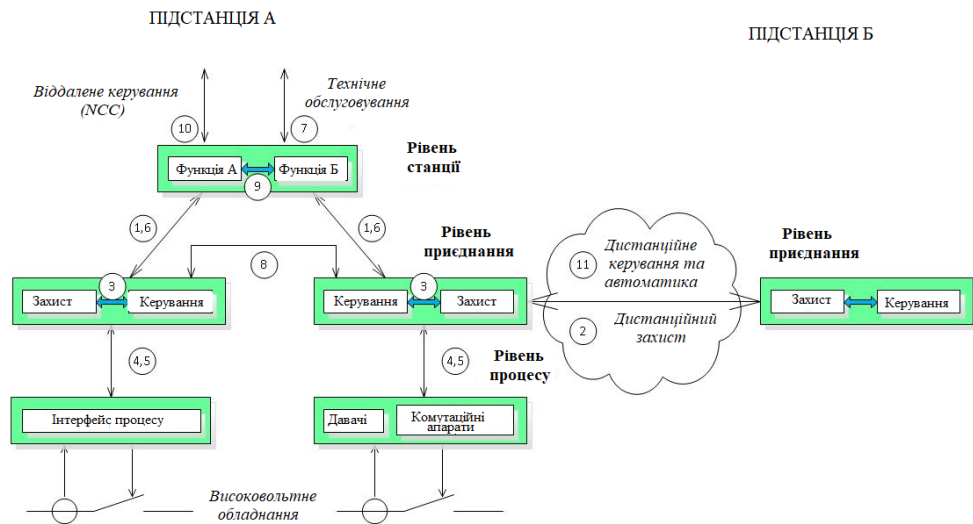 ПІДСТАНЦІЯ А
ПІДСТАНЦІЯ Б
Віддалене керування
(NCC)
Технічне
обслуговування
10
7
Рівень
станції
Функція А
Функція Б
9
1,6
1,6
Рівень
приєднання
8
11
Дистанційне
керування та
автоматика
Рівень
приєднання
3
Захист
Керування
3
Керування
Захист
Захист
Керування
2
Дистанційний
захист
4,5
4,5
Рівень
процесу
Інтерфейс процесу
Давачі
Комутаційні
апарати
Високовольтне
обладнання